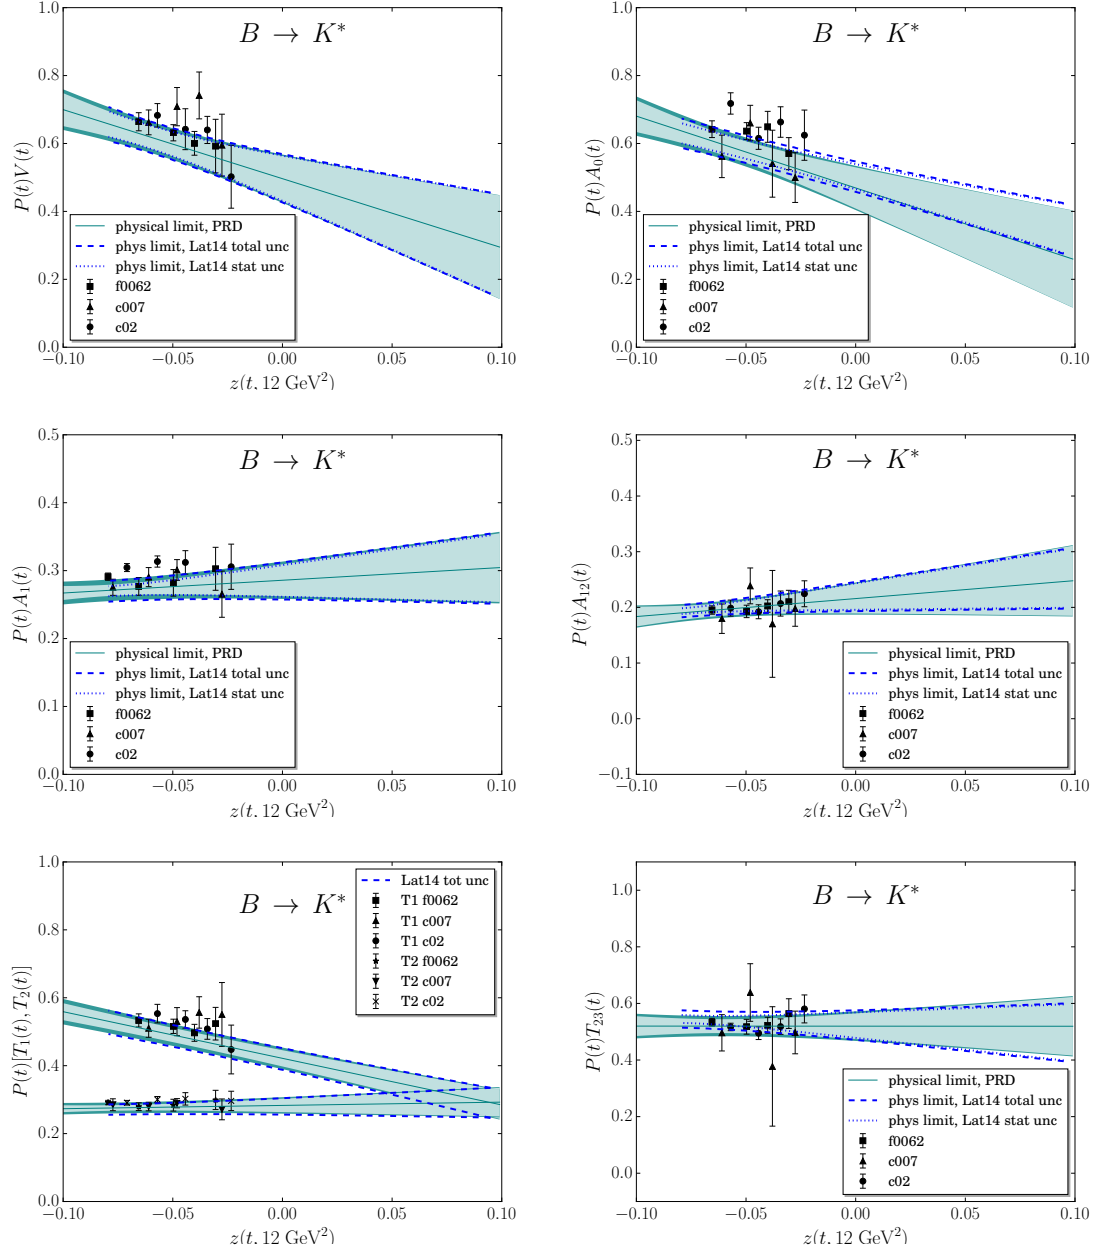 B → K*
P(t)V(t)
1.0
0.8
0.6
0.4
0.2
0.0
physical limit, PRD
phys limit, Lat14 total unc
phys limit, Lat14 stat unc
f0062
c007
c02
−0.10 −0.05 0.00 0.05 0.10
z(t, 12 GeV²)
B → K*
P(t)A₀(t)
1.0
0.8
0.6
0.4
0.2
0.0
physical limit, PRD
phys limit, Lat14 total unc
phys limit, Lat14 stat unc
f0062
c007
c02
−0.10 −0.05 0.00 0.05 0.10
z(t, 12 GeV²)
B → K*
P(t)A₁(t)
0.5
0.4
0.3
0.2
0.1
0.0
physical limit, PRD
phys limit, Lat14 total unc
phys limit, Lat14 stat unc
f0062
c007
c02
−0.10 −0.05 0.00 0.05 0.10
z(t, 12 GeV²)
B → K*
P(t)A₁₂(t)
0.5
0.4
0.3
0.2
0.1
0.0
−0.1
physical limit, PRD
phys limit, Lat14 total unc
phys limit, Lat14 stat unc
f0062
c007
c02
−0.10 −0.05 0.00 0.05 0.10
z(t, 12 GeV²)
B → K*
P(t)[T₁(t), T₂(t)]
1.0
0.8
0.6
0.4
0.2
0.0
Lat14 tot unc
T1 f0062
T1 c007
T1 c02
T2 f0062
T2 c007
T2 c02
−0.10 −0.05 0.00 0.05 0.10
z(t, 12 GeV²)
B → K*
P(t)T₂₃(t)
1.0
0.8
0.6
0.4
0.2
0.0
physical limit, PRD
phys limit, Lat14 total unc
phys limit, Lat14 stat unc
f0062
c007
c02
−0.10 −0.05 0.00 0.05 0.10
z(t, 12 GeV²)